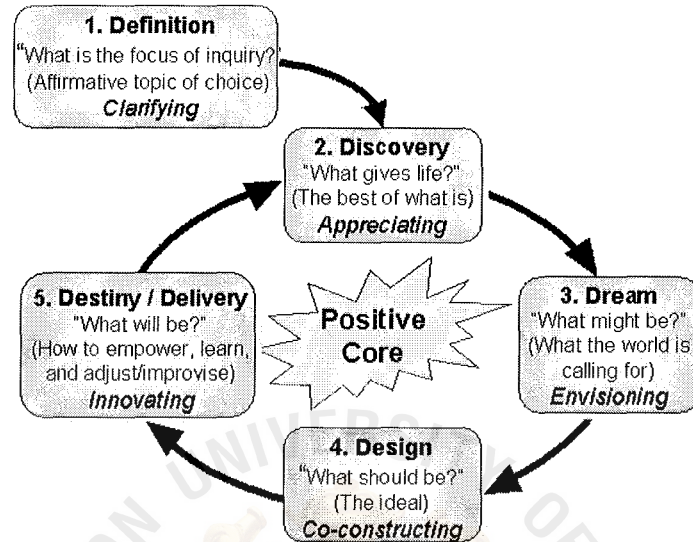 1. Definition
"What is the focus of inquiry?"
(Affirmative topic of choice)
Clarifying
2. Discovery
"What gives life?"
(The best of what is)
Appreciating
5. Destiny / Delivery
"What will be?"
(How to empower, learn,
and adjust/improvise)
Innovating
Positive
Core
3. Dream
"What might be?"
(What the world is
calling for)
Envisioning
4. Design
"What should be?"
(The ideal)
Co-constructing
ON UNIVERSITY OF